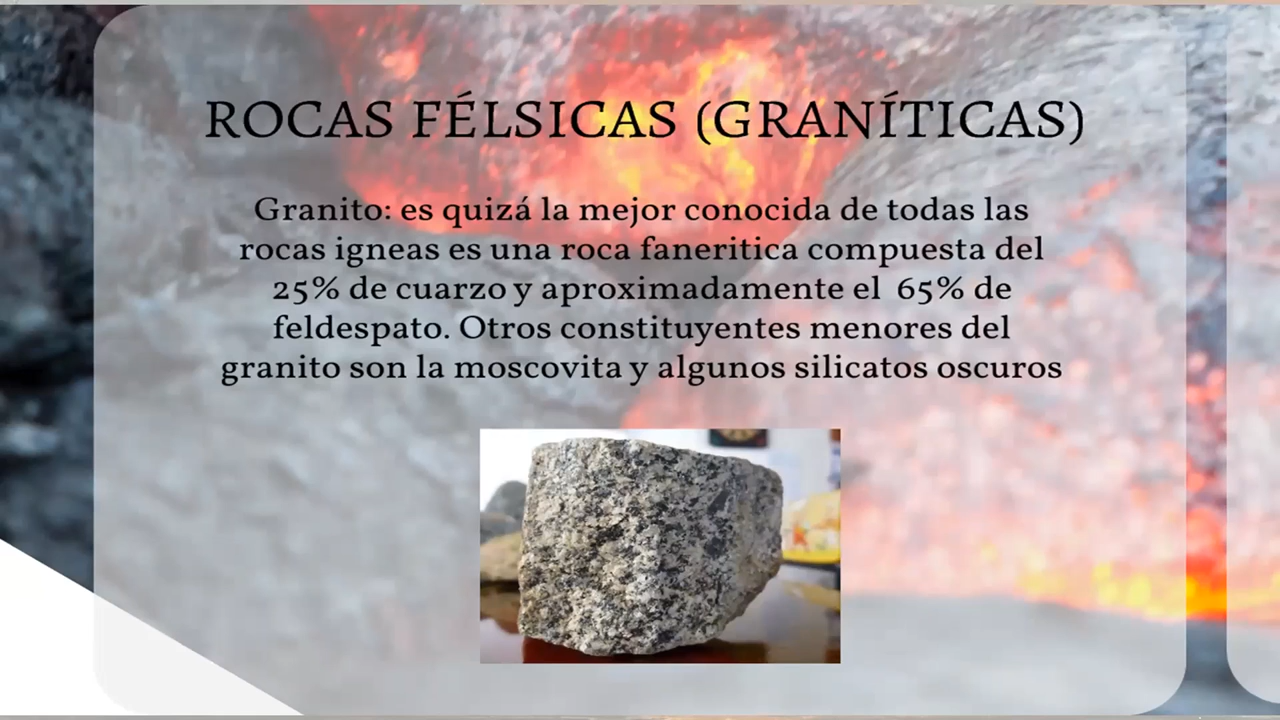 ROCAS FÉLSICAS (GRANÍTICAS)
Granito: es quizá la mejor conocida de todas las
rocas igneas es una roca faneritica compuesta del
25% de cuarzo y aproximadamente el  65% de
feldespato. Otros constituyentes menores del
granito son la moscovita y algunos silicatos oscuros